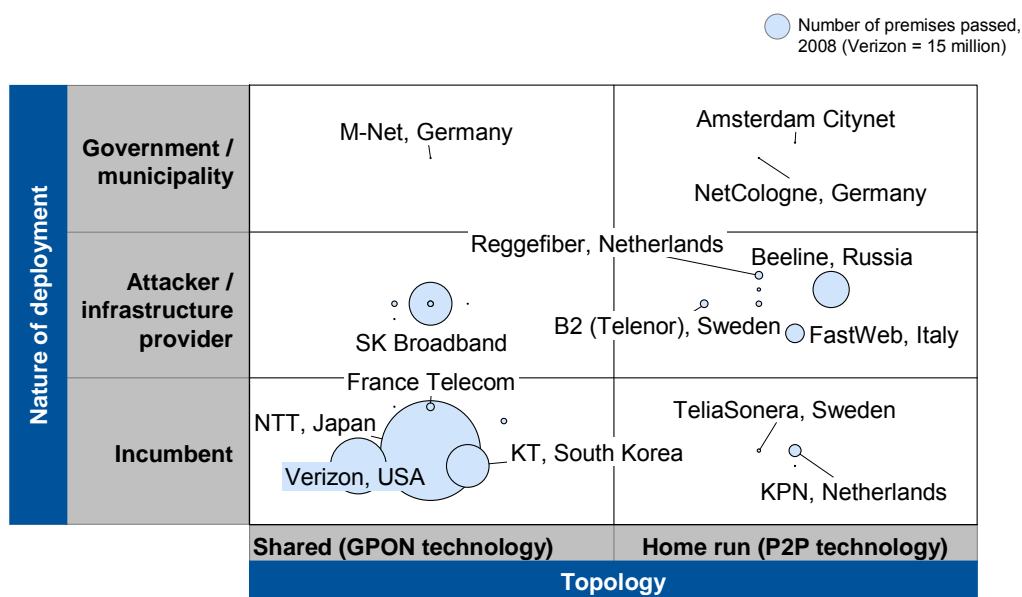 Number of premises passed,
2008 (Verizon = 15 million)
Nature of deployment
Government /
municipality
M-Net, Germany
Amsterdam Citynet
NetCologne, Germany
Attacker /
infrastructure
provider
Reggefiber, Netherlands
Beeline, Russia
B2 (Telenor), Sweden
SK Broadband
FastWeb, Italy
Incumbent
France Telecom
NTT, Japan
Verizon, USA
KT, South Korea
TeliaSonera, Sweden
KPN, Netherlands
Shared (GPON technology)
Home run (P2P technology)
Topology